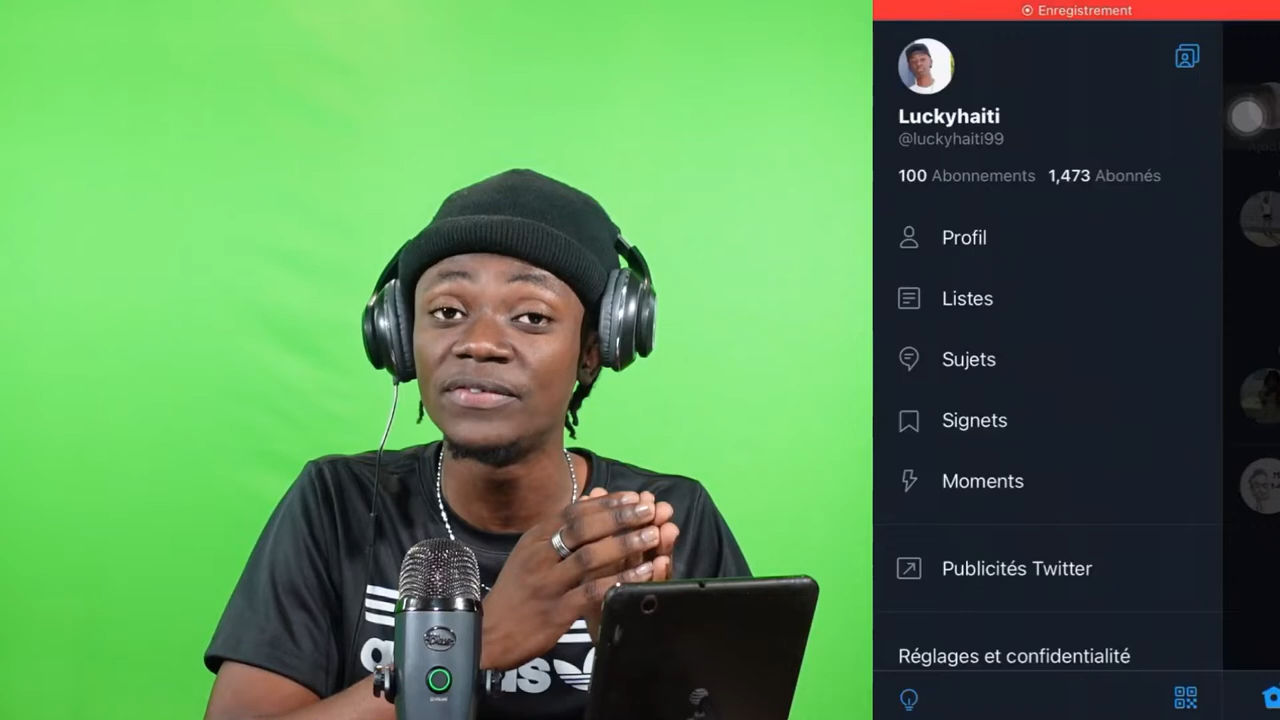 Enregistrement
Luckyhaiti
@luckyhaiti99
100 Abonnements 1,473 Abonnés
Profil
Listes
Sujets
Signets
Moments
Publicités Twitter
Réglages et confidentialité